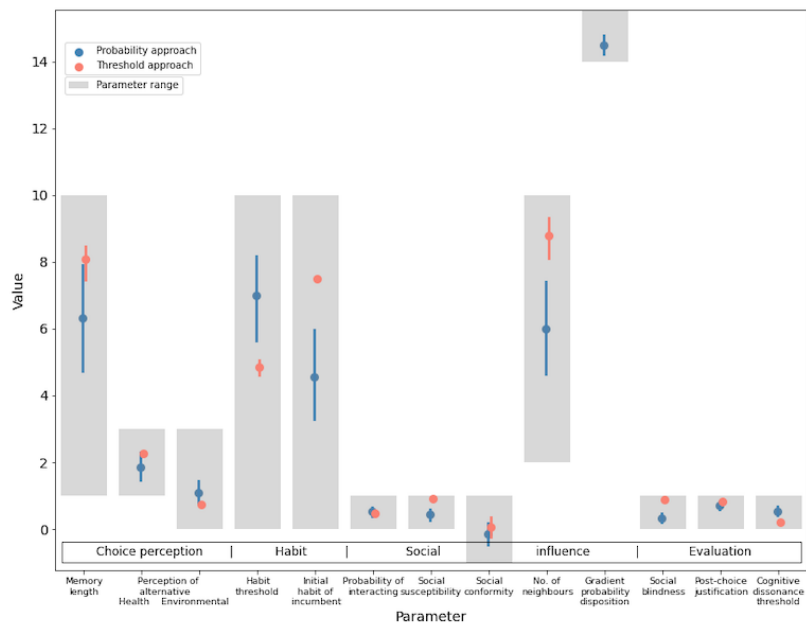 Probability approach
Threshold approach
Parameter range
Value
14
12
10
8
6
4
2
0
Choice perception | Habit | Social influence | Evaluation
Memory length
Perception of alternative
Health Environmental
Habit threshold
Initial habit of incumbent
Probability of interacting
Social susceptibility
Social conformity
No. of neighbours
Gradient probability disposition
Social blindness
Post-choice justification
Cognitive dissonance threshold
Parameter